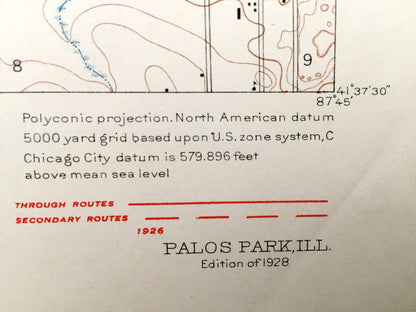 8
9
41°37'30"
87°45'
Polyconic projection. North American datum
5000 yard grid based upon U.S. zone system, C
Chicago City datum is 579.896 feet
above mean sea level
THROUGH ROUTES
SECONDARY ROUTES
1926
PALOS PARK, ILL.
Edition of 1928